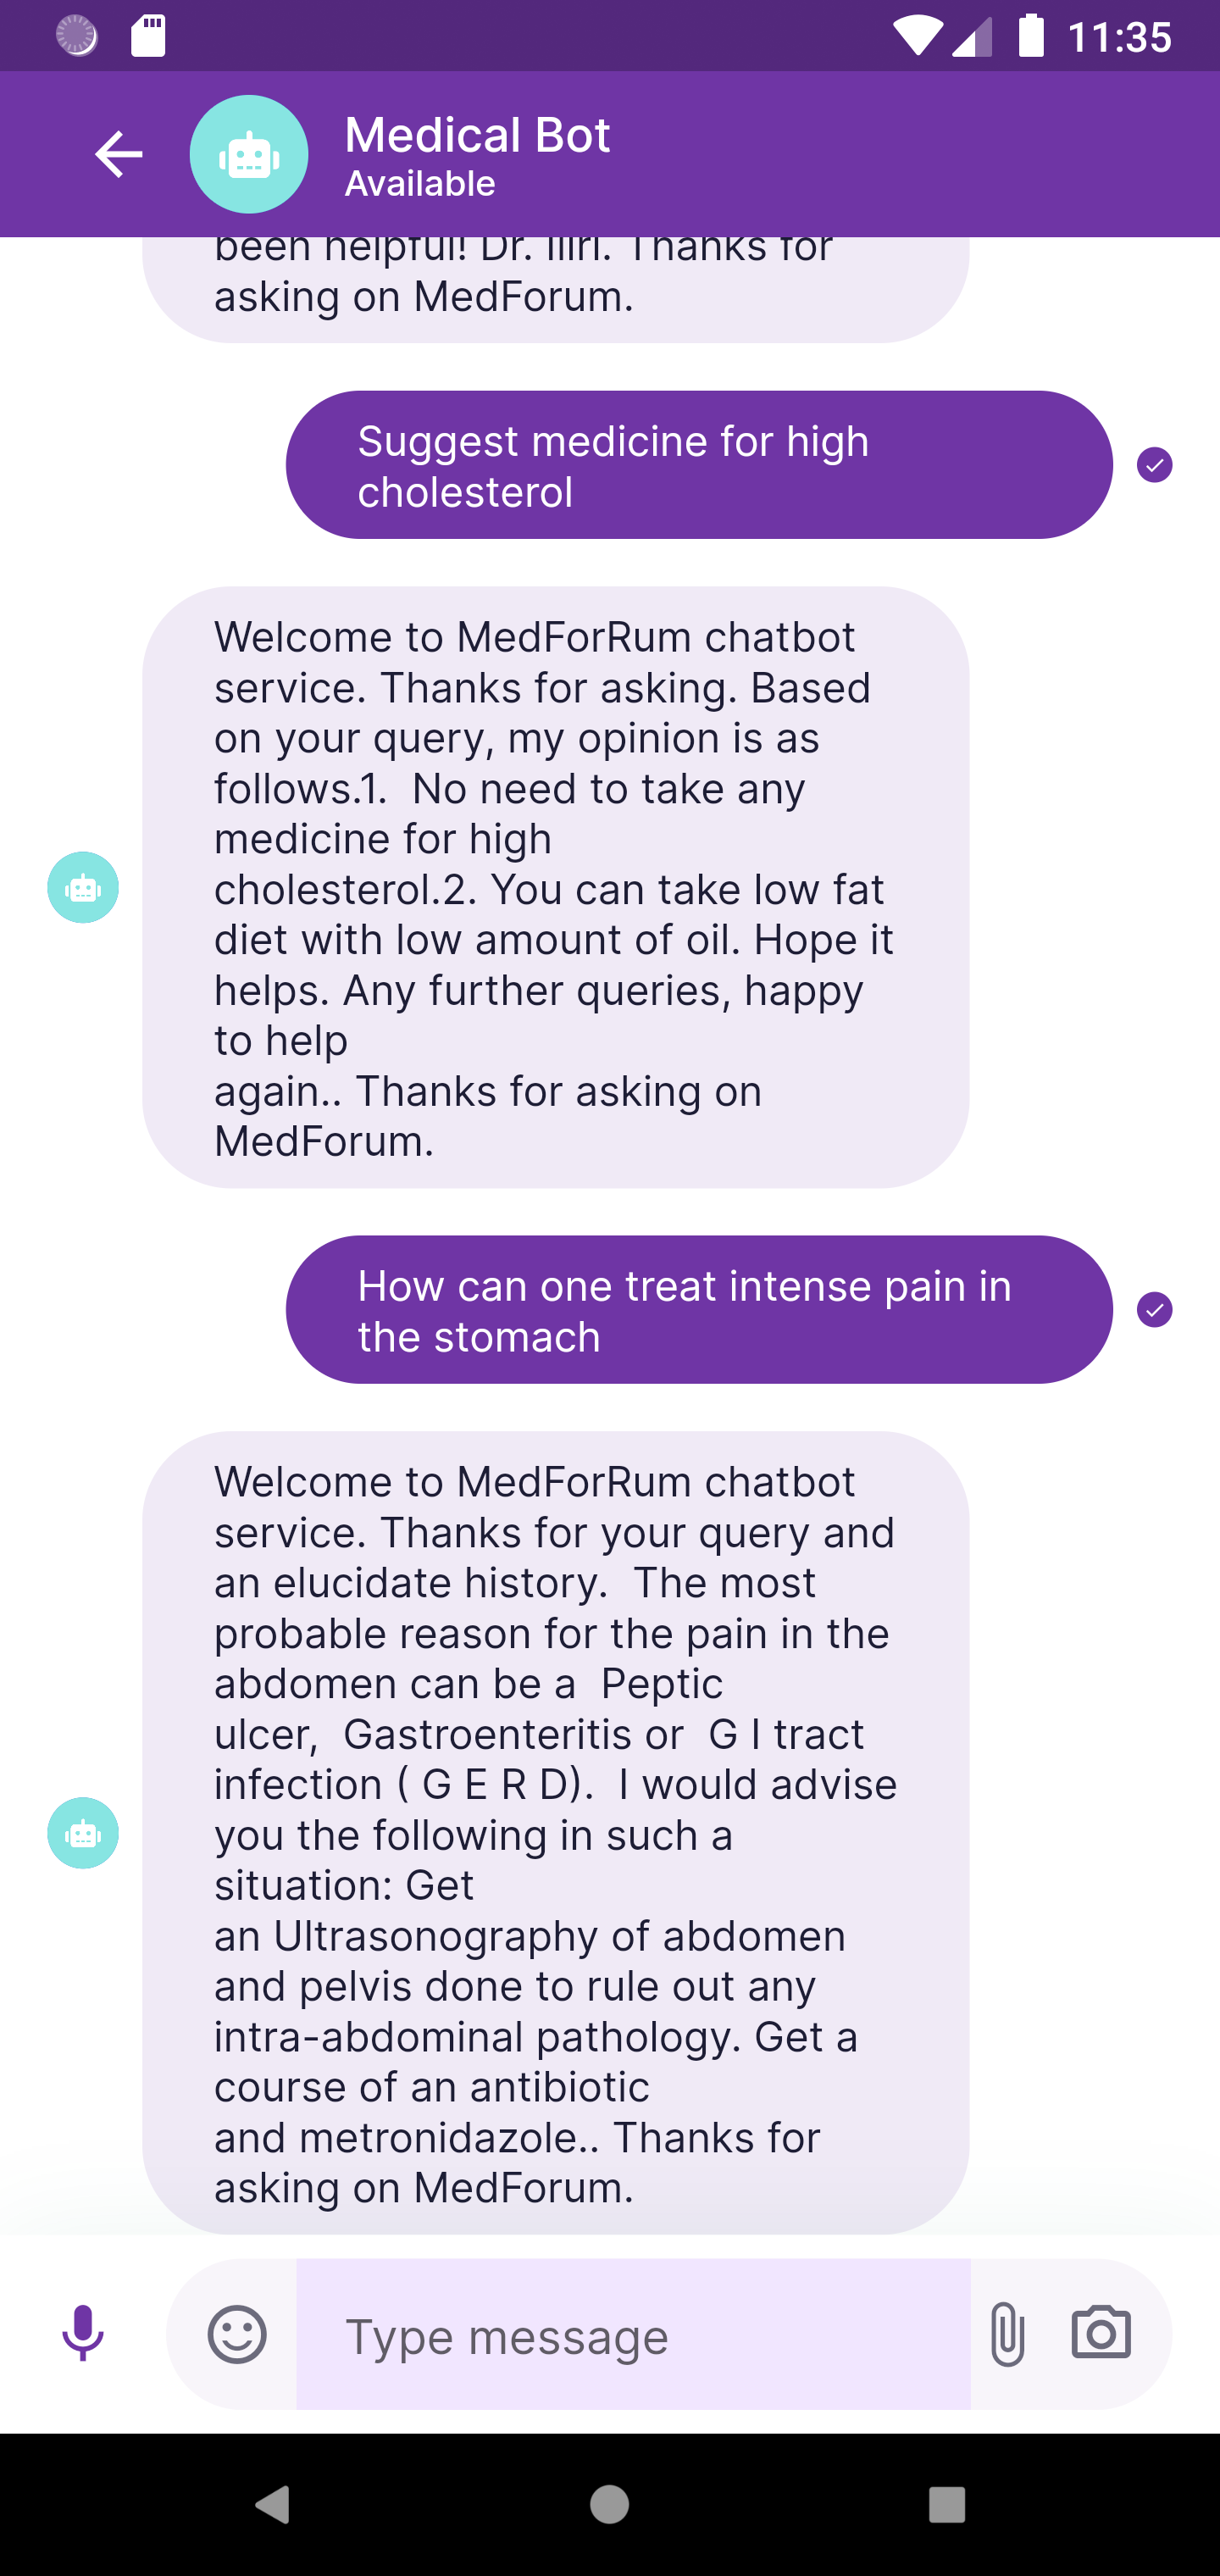 11:35
Medical Bot
Available
been helpful! Dr. Iliri. Thanks for
asking on MedForum.
Suggest medicine for high
cholesterol
Welcome to MedForRum chatbot
service. Thanks for asking. Based
on your query, my opinion is as
follows.1.  No need to take any
medicine for high
cholesterol.2. You can take low fat
diet with low amount of oil. Hope it
helps. Any further queries, happy
to help
again.. Thanks for asking on
MedForum.
How can one treat intense pain in
the stomach
Welcome to MedForRum chatbot
service. Thanks for your query and
an elucidate history.  The most
probable reason for the pain in the
abdomen can be a  Peptic
ulcer,  Gastroenteritis or  G I tract
infection ( G E R D).  I would advise
you the following in such a
situation: Get
an Ultrasonography of abdomen
and pelvis done to rule out any
intra-abdominal pathology. Get a
course of an antibiotic
and metronidazole.. Thanks for
asking on MedForum.
Type message